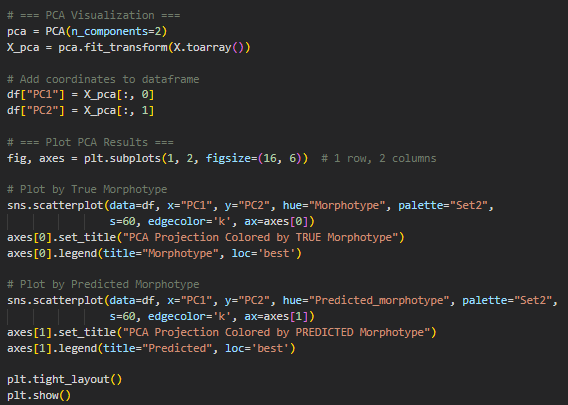 # === PCA Visualization ===
pca = PCA(n_components=2)
X_pca = pca.fit_transform(X.toarray())
# Add coordinates to dataframe
df["PC1"] = X_pca[:, 0]
df["PC2"] = X_pca[:, 1]
# === Plot PCA Results ===
fig, axes = plt.subplots(1, 2, figsize=(16, 6))  # 1 row, 2 columns
# Plot by True Morphotype
sns.scatterplot(data=df, x="PC1", y="PC2", hue="Morphotype", palette="Set2",
                s=60, edgecolor='k', ax=axes[0])
axes[0].set_title("PCA Projection Colored by TRUE Morphotype")
axes[0].legend(title="Morphotype", loc='best')
# Plot by Predicted Morphotype
sns.scatterplot(data=df, x="PC1", y="PC2", hue="Predicted_morphotype", palette="Set2",
                s=60, edgecolor='k', ax=axes[1])
axes[1].set_title("PCA Projection Colored by PREDICTED Morphotype")
axes[1].legend(title="Predicted", loc='best')
plt.tight_layout()
plt.show()